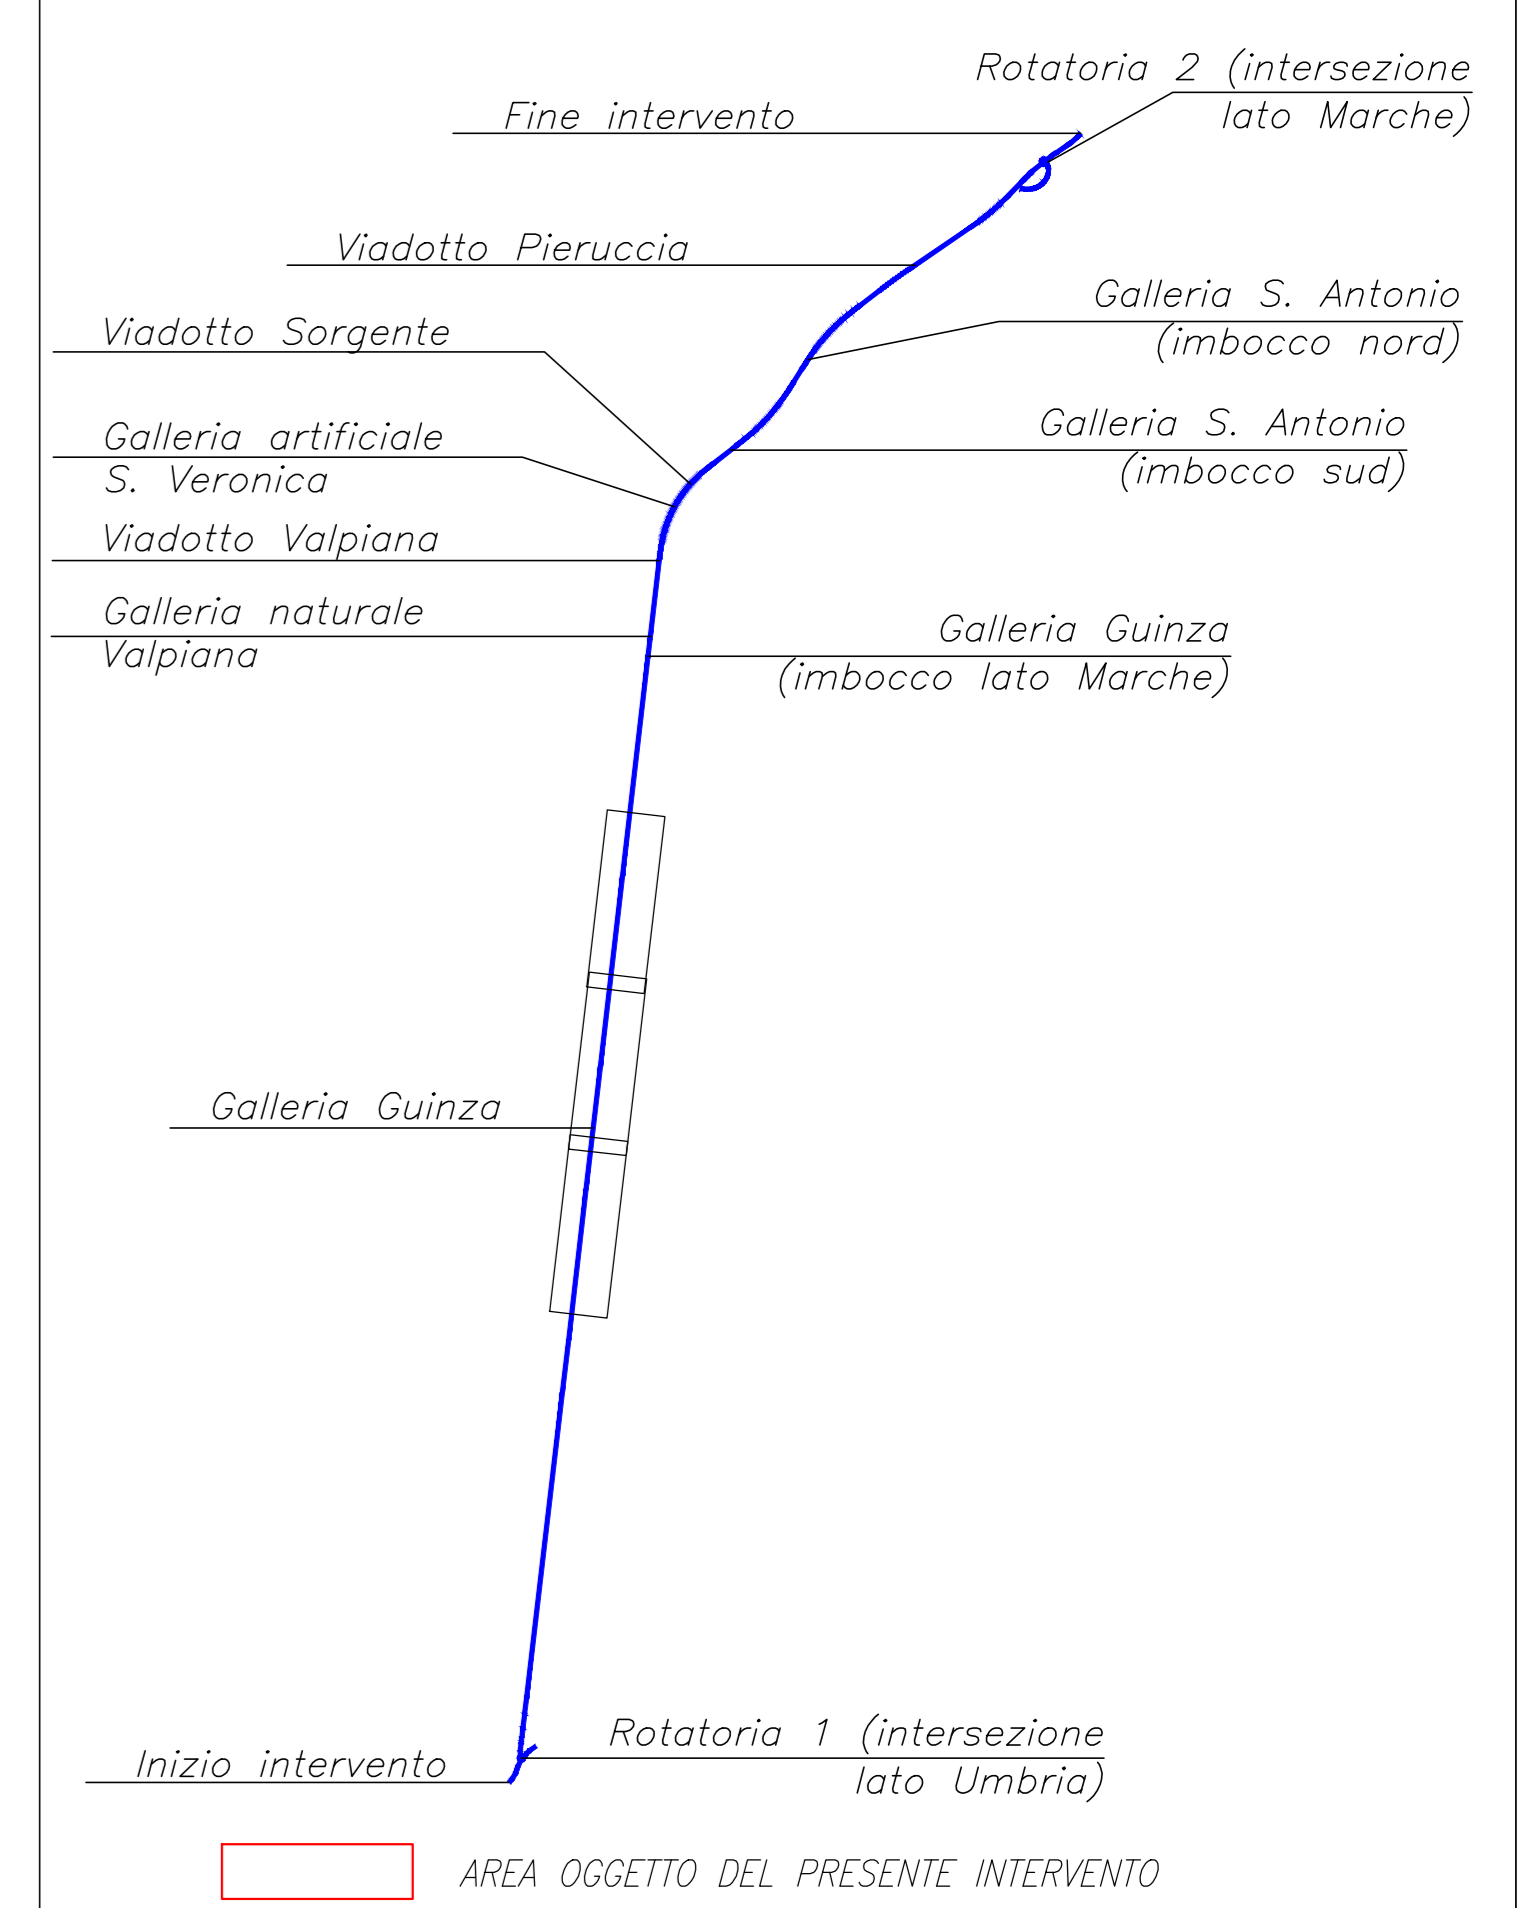 Rotatoria 2 (intersezione
lato Marche)
Fine intervento
Viadotto Pieruccia
Galleria S. Antonio
(imbocco nord)
Viadotto Sorgente
Galleria S. Antonio
(imbocco sud)
Galleria artificiale
S. Veronica
Viadotto Valpiana
Galleria naturale
Valpiana
Galleria Guinza
(imbocco lato Marche)
Galleria Guinza
Rotatoria 1 (intersezione
lato Umbria)
Inizio intervento
AREA OGGETTO DEL PRESENTE INTERVENTO